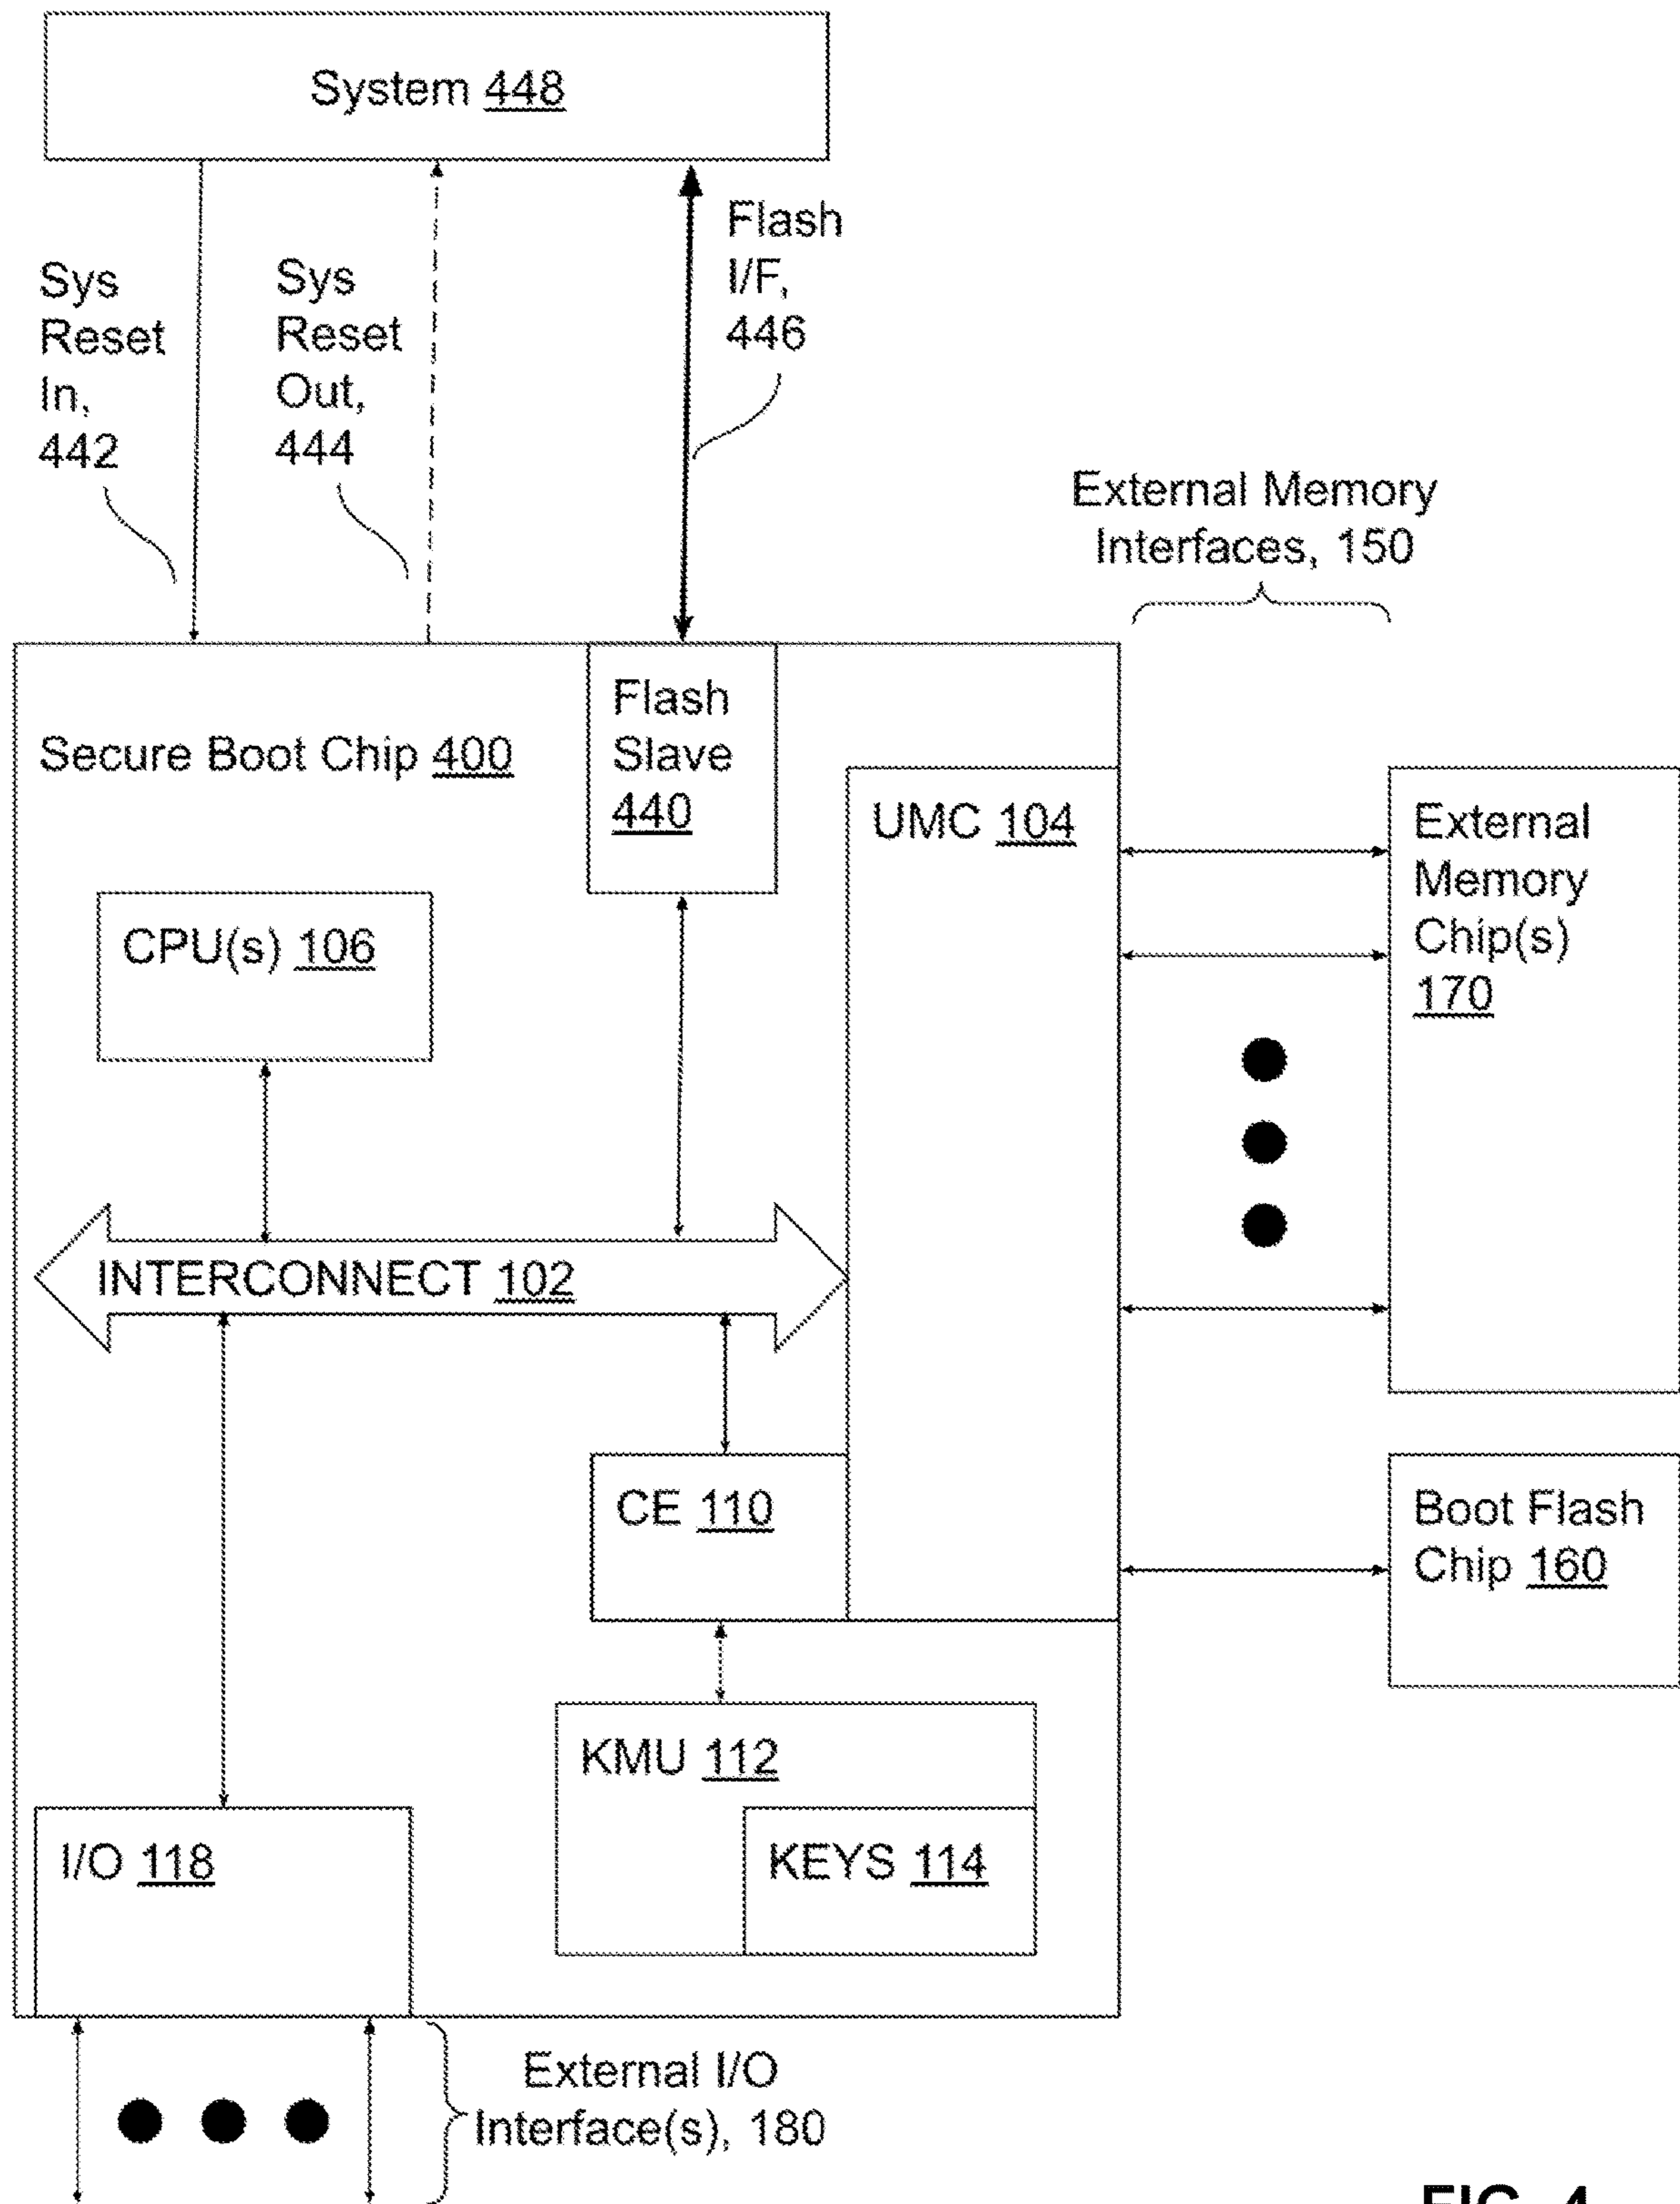 System 448
Sys
Reset
In,
442
Sys
Reset
Out,
444
Flash
I/F,
446
External Memory
Interfaces, 150
Secure Boot Chip 400
Flash
Slave
440
UMC 104
External
Memory
Chip(s)
170
CPU(s) 106
INTERCONNECT 102
CE 110
Boot Flash
Chip 160
KMU 112
KEYS 114
I/O 118
External I/O
Interface(s), 180
FIG. 4